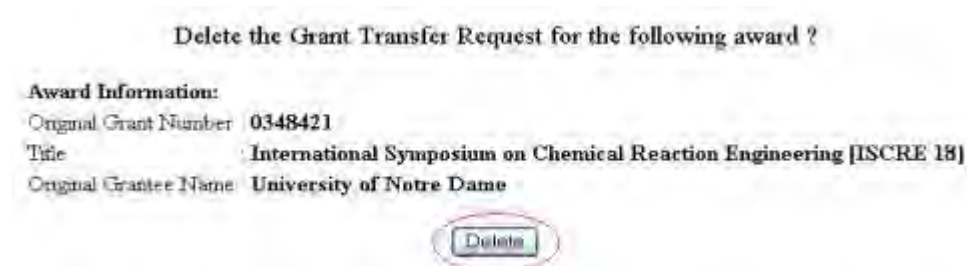 Delete the Grant Transfer Request for the following award ?
Award Information:
Original Grant Number 0348421
Title International Symposium on Chemical Reaction Engineering [ISCRE 18]
Original Grantee Name University of Notre Dame
Delete